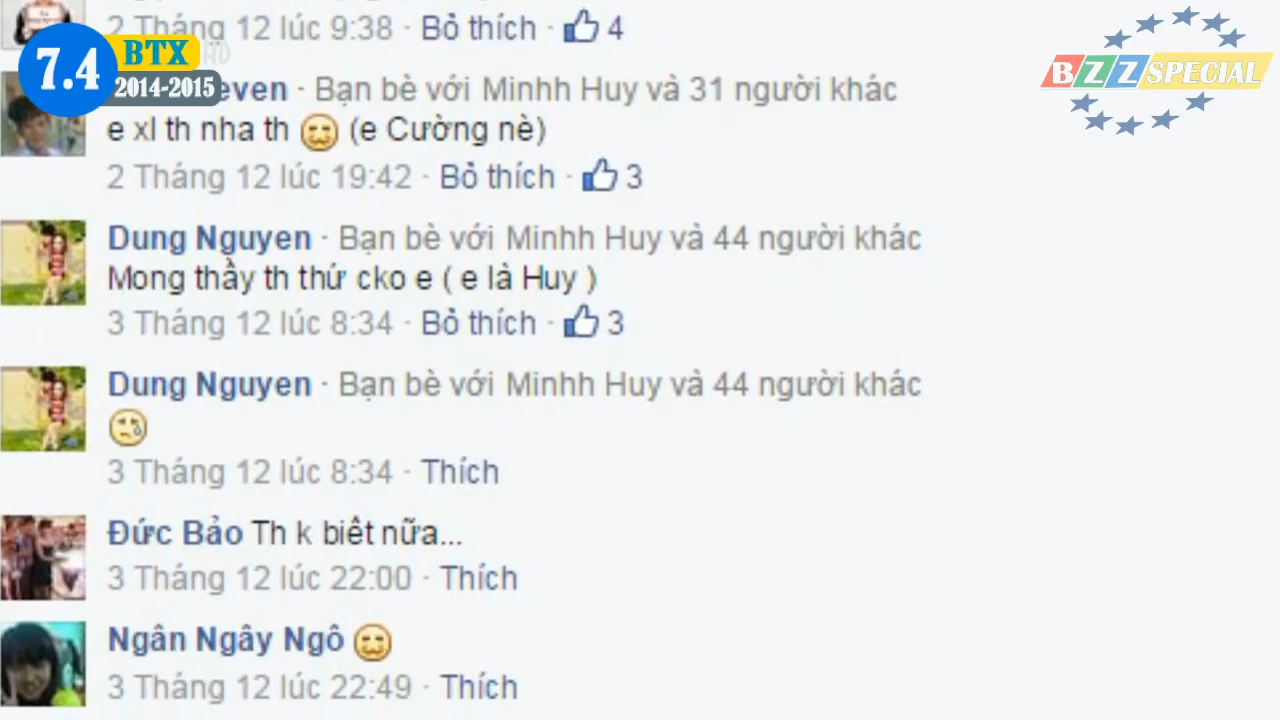 2 Tháng 12 lúc 9:38 · Bỏ thích · 4
7.4
BTX
HD
2014-2015
BZZ SPECIAL
even · Bạn bè với Minhh Huy và 31 người khác
e xl th nha th (e Cường nè)
2 Tháng 12 lúc 19:42 · Bỏ thích · 3
Dung Nguyen · Bạn bè với Minhh Huy và 44 người khác
Mong thầy th thứ cko e ( e là Huy )
3 Tháng 12 lúc 8:34 · Bỏ thích · 3
Dung Nguyen · Bạn bè với Minhh Huy và 44 người khác
3 Tháng 12 lúc 8:34 · Thích
Đức Bảo Th k biêt nữa...
3 Tháng 12 lúc 22:00 · Thích
Ngân Ngây Ngô
3 Tháng 12 lúc 22:49 · Thích